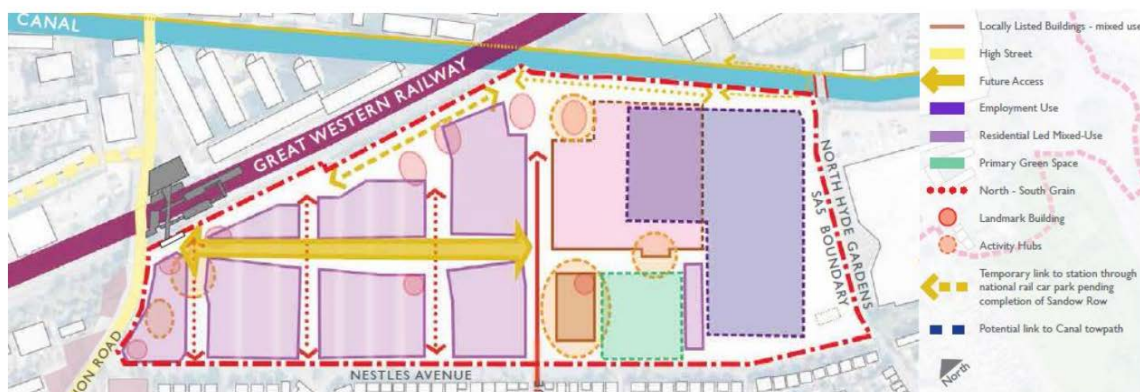 CANAL
GREAT WESTERN RAILWAY
NORTH HYDE GARDENS
SAS BOUNDARY
NESTLES AVENUE
ION ROAD
Locally Listed Buildings - mixed use
High Street
Future Access
Employment Use
Residential Led Mixed-Use
Primary Green Space
North - South Grain
Landmark Building
Activity Hubs
Temporary link to station through
national rail car park pending
completion of Sandow Row
Potential link to Canal towpath
North